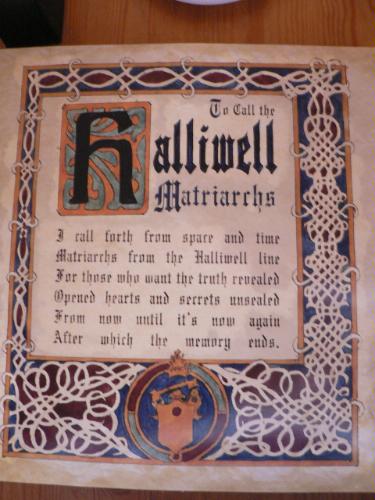 To Call the
Halliwell
Matriarchs
I call forth from space and time
Matriarchs from the Halliwell line
For those who want the truth revealed
Opened hearts and secrets unsealed
From now until it's now again
After which the memory ends.